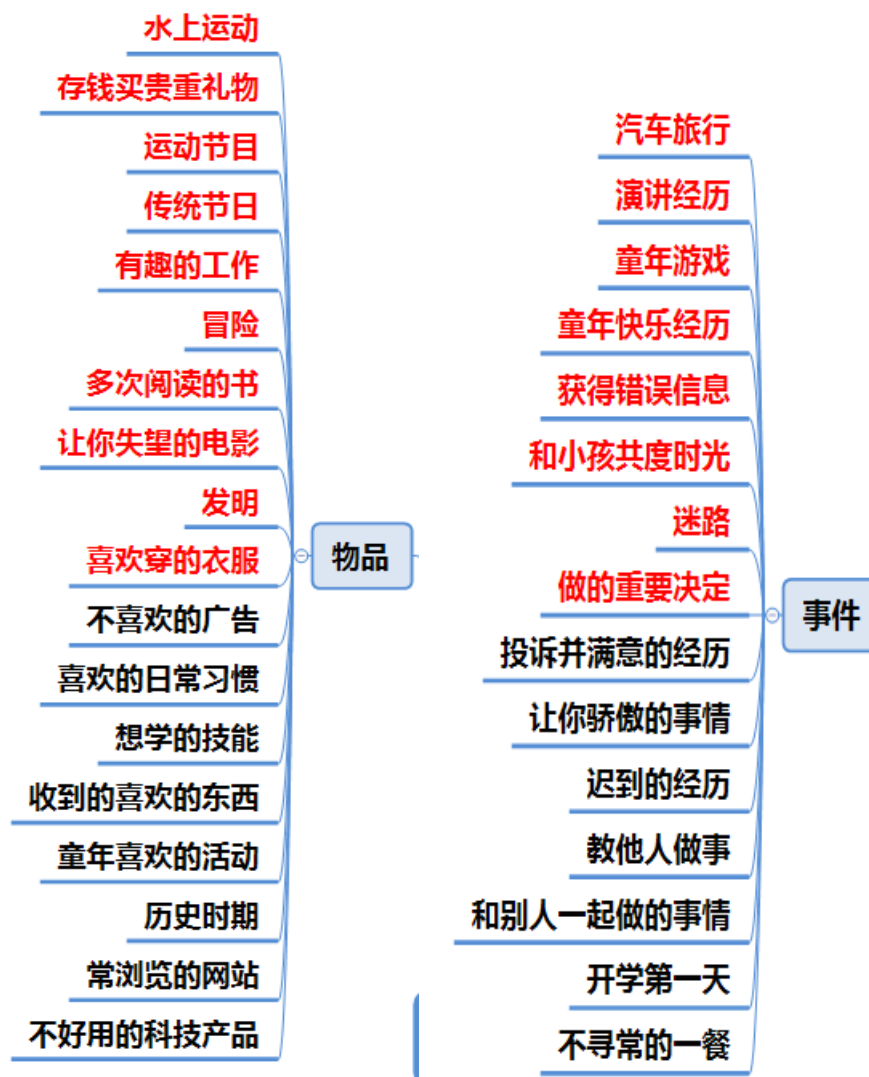 水上运动
存钱买贵重礼物
运动节目
传统节日
有趣的工作
冒险
多次阅读的书
让你失望的电影
发明
喜欢穿的衣服
不喜欢的广告
喜欢的日常习惯
想学的技能
收到的喜欢的东西
童年喜欢的活动
历史时期
常浏览的网站
不好用的科技产品
物品
汽车旅行
演讲经历
童年游戏
童年快乐经历
获得错误信息
和小孩共度时光
迷路
做的重要决定
投诉并满意的经历
让你骄傲的事情
迟到的经历
教他人做事
和别人一起做的事情
开学第一天
不寻常的一餐
事件